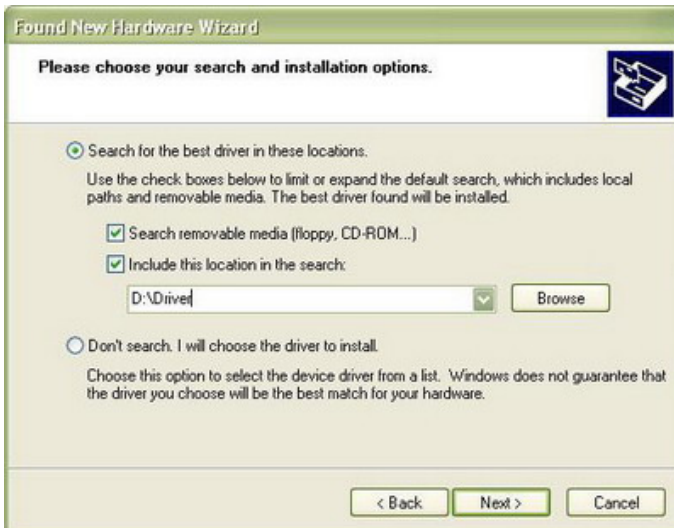 Found New Hardware Wizard
Please choose your search and installation options.
Search for the best driver in these locations.
Use the check boxes below to limit or expand the default search, which includes local
paths and removable media. The best driver found will be installed.
Search removable media (floppy, CD-ROM...)
Include this location in the search:
D:\Driver
Browse
Don't search. I will choose the driver to install.
Choose this option to select the device driver from a list. Windows does not guarantee that
the driver you choose will be the best match for your hardware.
< Back
Next >
Cancel